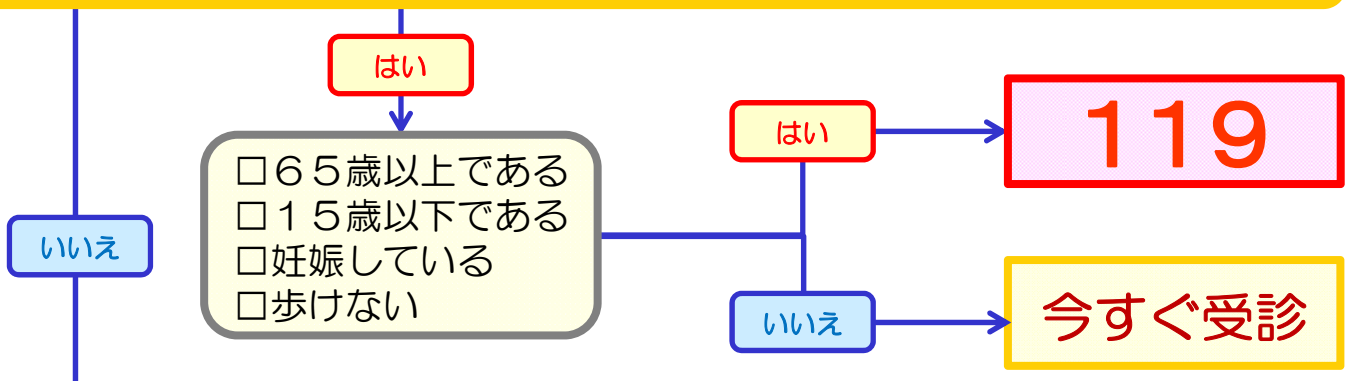 はい
□６５歳以上である
□１５歳以下である
□妊娠している
□歩けない
はい
１１９
いいえ
いいえ
今すぐ受診